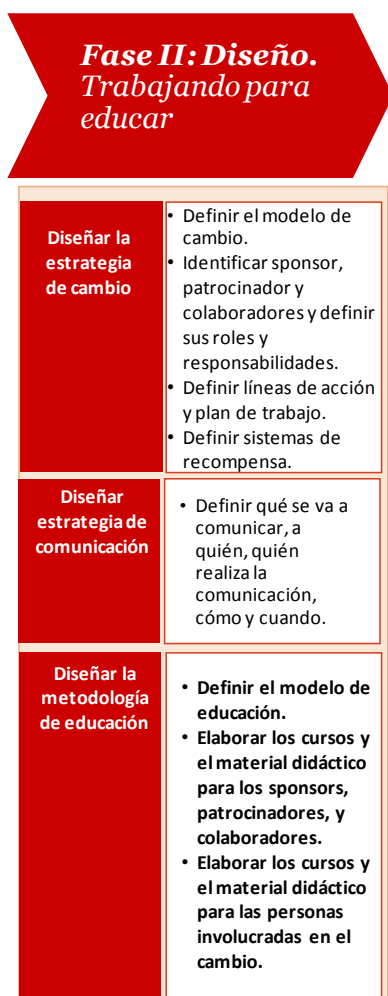 Fase II: Diseño.
Trabajando para
educar
Diseñar la
estrategia
de cambio
• Definir el modelo de
cambio.
• Identificar sponsor,
patrocinador y
colaboradores y definir
sus roles y
responsabilidades.
• Definir líneas de acción
y plan de trabajo.
• Definir sistemas de
recompensa.
Diseñar
estrategia de
comunicación
• Definir qué se va a
comunicar, a
quién, quién
realiza la
comunicación,
cómo y cuando.
Diseñar la
metodología
de educación
• Definir el modelo de
educación.
• Elaborar los cursos y
el material didáctico
para los sponsors,
patrocinadores, y
colaboradores.
• Elaborar los cursos y
el material didáctico
para las personas
involucradas en el
cambio.